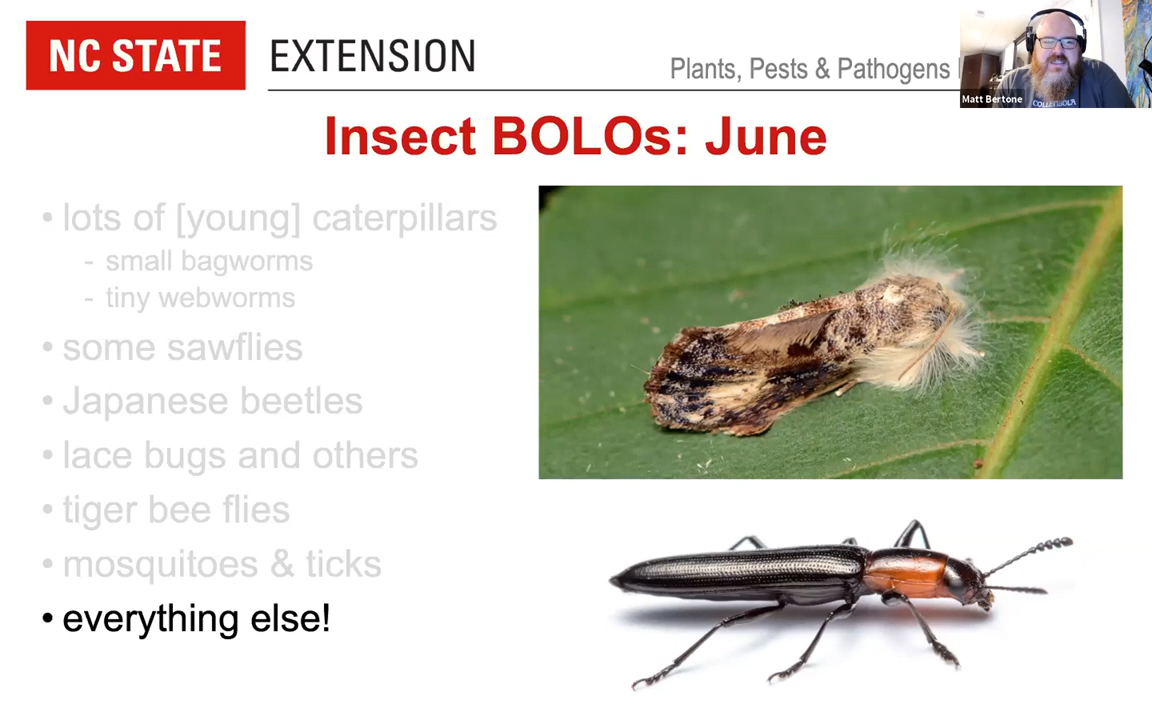 NC STATE EXTENSION
Plants, Pests & Pathogens
Matt Bertone
COLLEMBOLA
Insect BOLOs: June
• lots of [young] caterpillars
- small bagworms
- tiny webworms
• some sawflies
• Japanese beetles
• lace bugs and others
• tiger bee flies
• mosquitoes & ticks
• everything else!